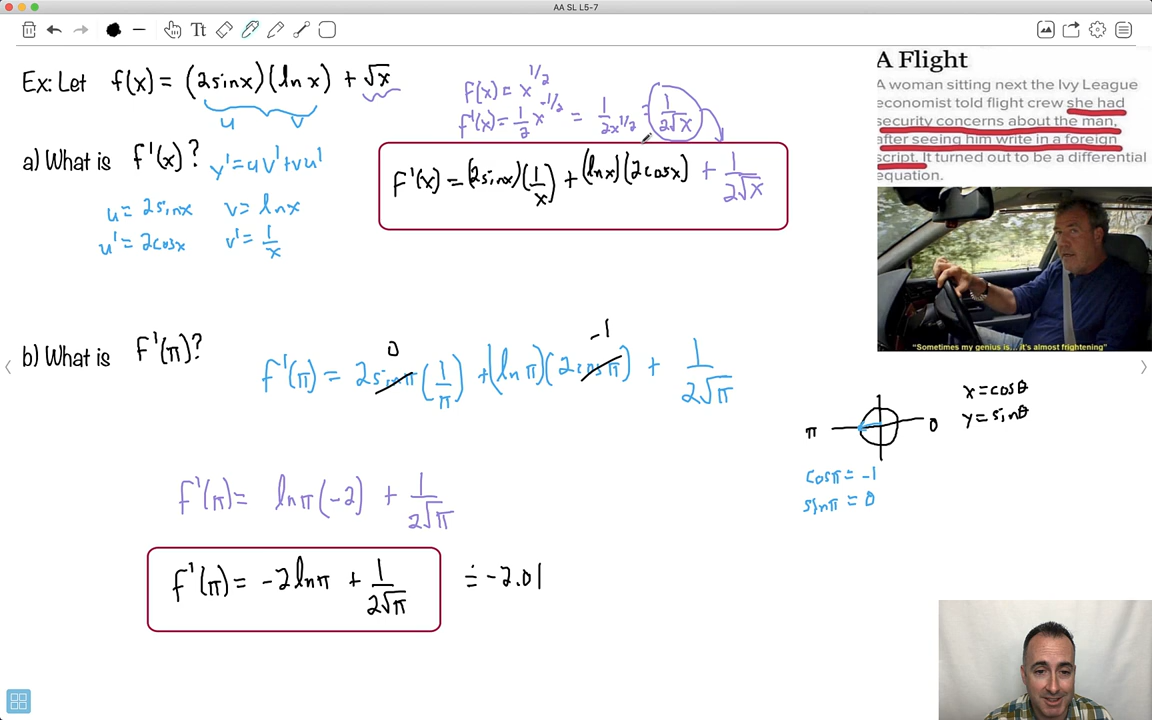 AA SL L5-7
Tt
Ex: Let f(x) = (2sinx)(lnx) + √x
u v
f(x) = x^1/2
f'(x) = 1/2 x^-1/2 = 1/2x^1/2 = 1/2√x
a) What is f'(x)? y' = uv' + vu'
u = 2sinx v = lnx
u' = 2cosx v' = 1/x
f'(x) = (2sinx)(1/x) + (lnx)(2cosx) + 1/2√x
b) What is f'(π)?
0 -1
f'(π) = 2sinπ(1/π) + (lnπ)(2cosπ) + 1/2√π
f'(π) = lnπ(-2) + 1/2√π
f'(π) = -2lnπ + 1/2√π ≐ -2.01
A Flight
A woman sitting next the Ivy League
economist told flight crew she had
security concerns about the man,
after seeing him write in a foreign
script. It turned out to be a differential
equation.
"Sometimes my genius is... it's almost frightening"
x = cosθ
y = sinθ
π 0
cosπ = -1
sinπ = 0